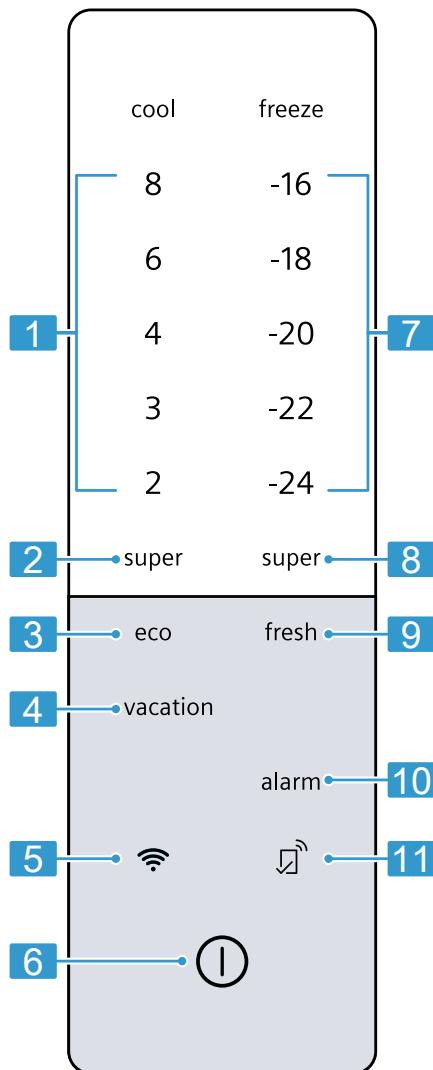 cool freeze
8 -16
6 -18
1 4 -20 7
3 -22
2 -24
2 super super 8
3 eco fresh 9
4 vacation
alarm 10
5 11
6